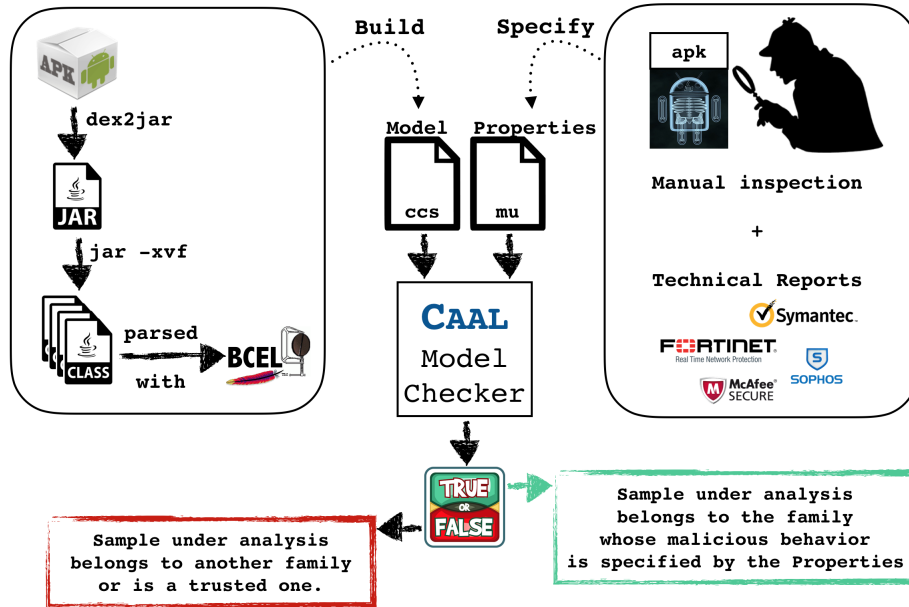 APK
dex2jar
JAR
jar -xvf
CLASS
parsed
with
BCEL
Build
Specify
Model
Properties
ccs
mu
CAAL
Model
Checker
TRUE
OR
FALSE
apk
Manual inspection
+
Technical Reports
Symantec.
FORTINET
Real Time Network Protection
S
SOPHOS
M
McAfee
SECURE
Sample under analysis
belongs to another family
or is a trusted one.
Sample under analysis
belongs to the family
whose malicious behavior
is specified by the Properties